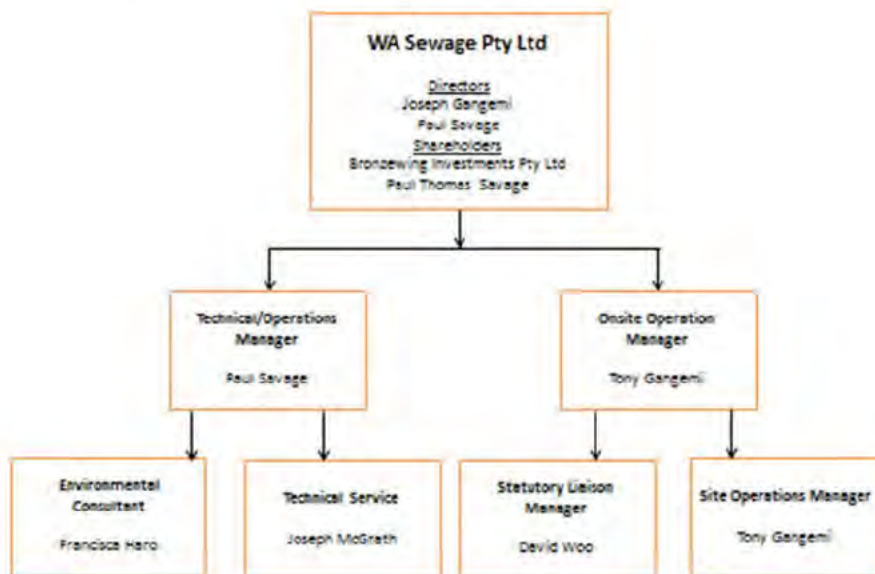 WA Sewage Pty Ltd
Directors
Joseph Gangemi
Paul Savage
Shareholders
Bronzewing Investments Pty Ltd
Paul Thomas Savage
Technical/Operations
Manager
Paul Savage
Onsite Operation
Manager
Tony Gangemi
Environmental
Consultant
Francisca Haro
Technical Service
Joseph McGrath
Statutory Liaison
Manager
David Woo
Site Operations Manager
Tony Gangemi